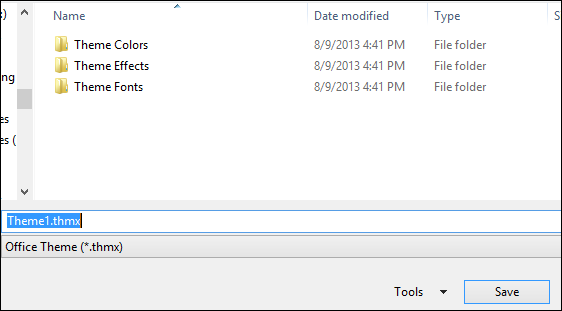 Name Date modified Type S
Theme Colors 8/9/2013 4:41 PM File folder
Theme Effects 8/9/2013 4:41 PM File folder
Theme Fonts 8/9/2013 4:41 PM File folder
:)
ing
es
es (
Theme1.thmx
Office Theme (*.thmx)
Tools Save